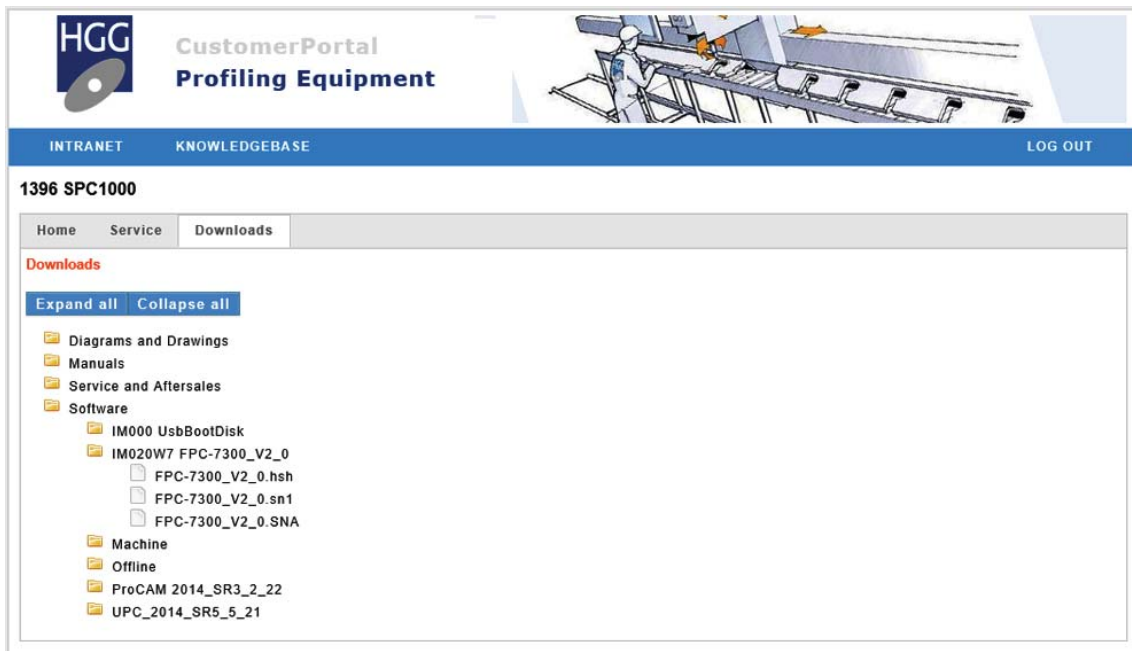 HGG
CustomerPortal
Profiling Equipment
INTRANET KNOWLEDGEBASE LOG OUT
1396 SPC1000
Home Service Downloads
Downloads
Expand all Collapse all
Diagrams and Drawings
Manuals
Service and Aftersales
Software
IM000 UsbBootDisk
IM020W7 FPC-7300_V2_0
FPC-7300_V2_0.hsh
FPC-7300_V2_0.sn1
FPC-7300_V2_0.SNA
Machine
Offline
ProCAM 2014_SR3_2_22
UPC_2014_SR5_5_21